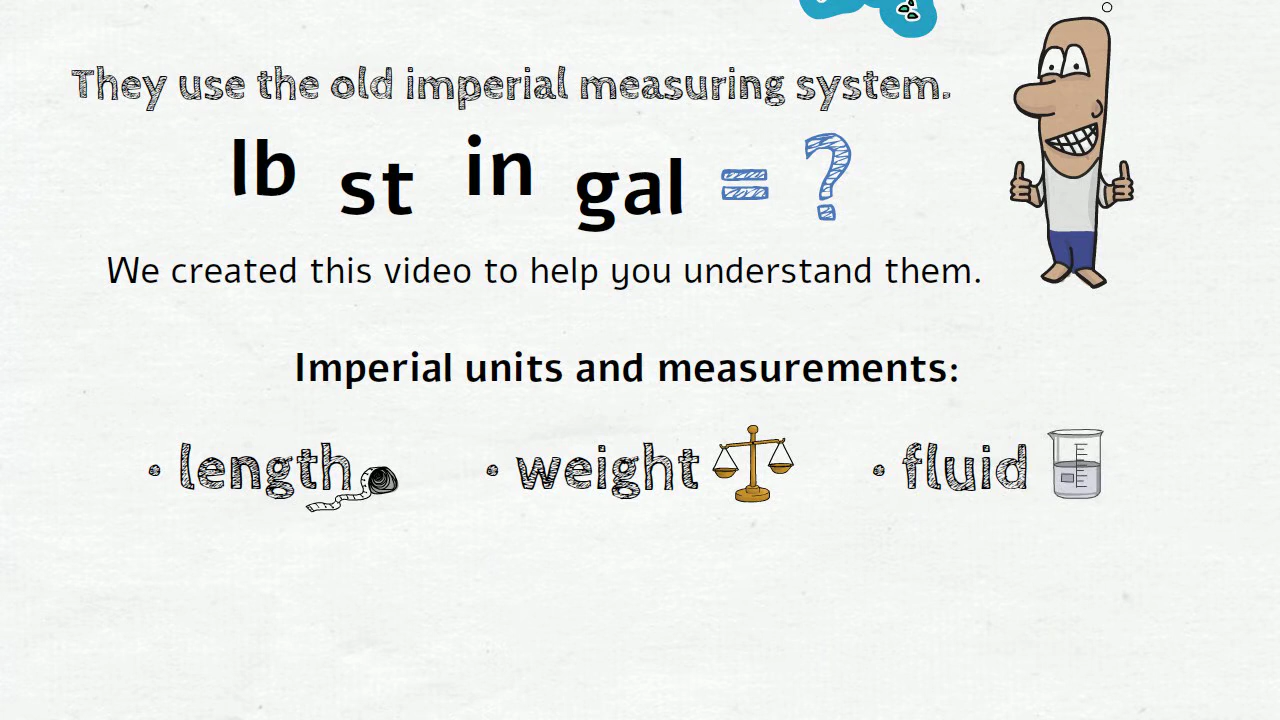 They use the old imperial measuring system.
lb st in gal = ?
We created this video to help you understand them.
Imperial units and measurements:
• length • weight • fluid